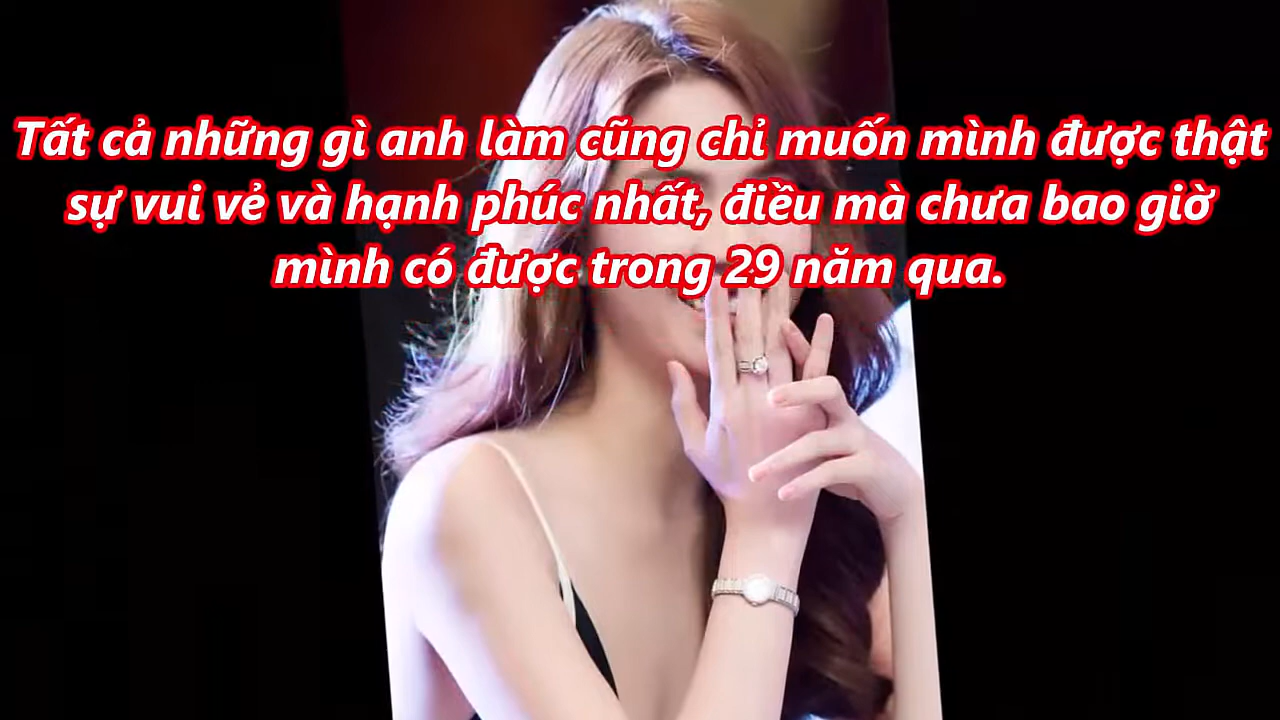 Tất cả những gì anh làm cũng chỉ muốn mình được thật
sự vui vẻ và hạnh phúc nhất, điều mà chưa bao giờ
mình có được trong 29 năm qua.